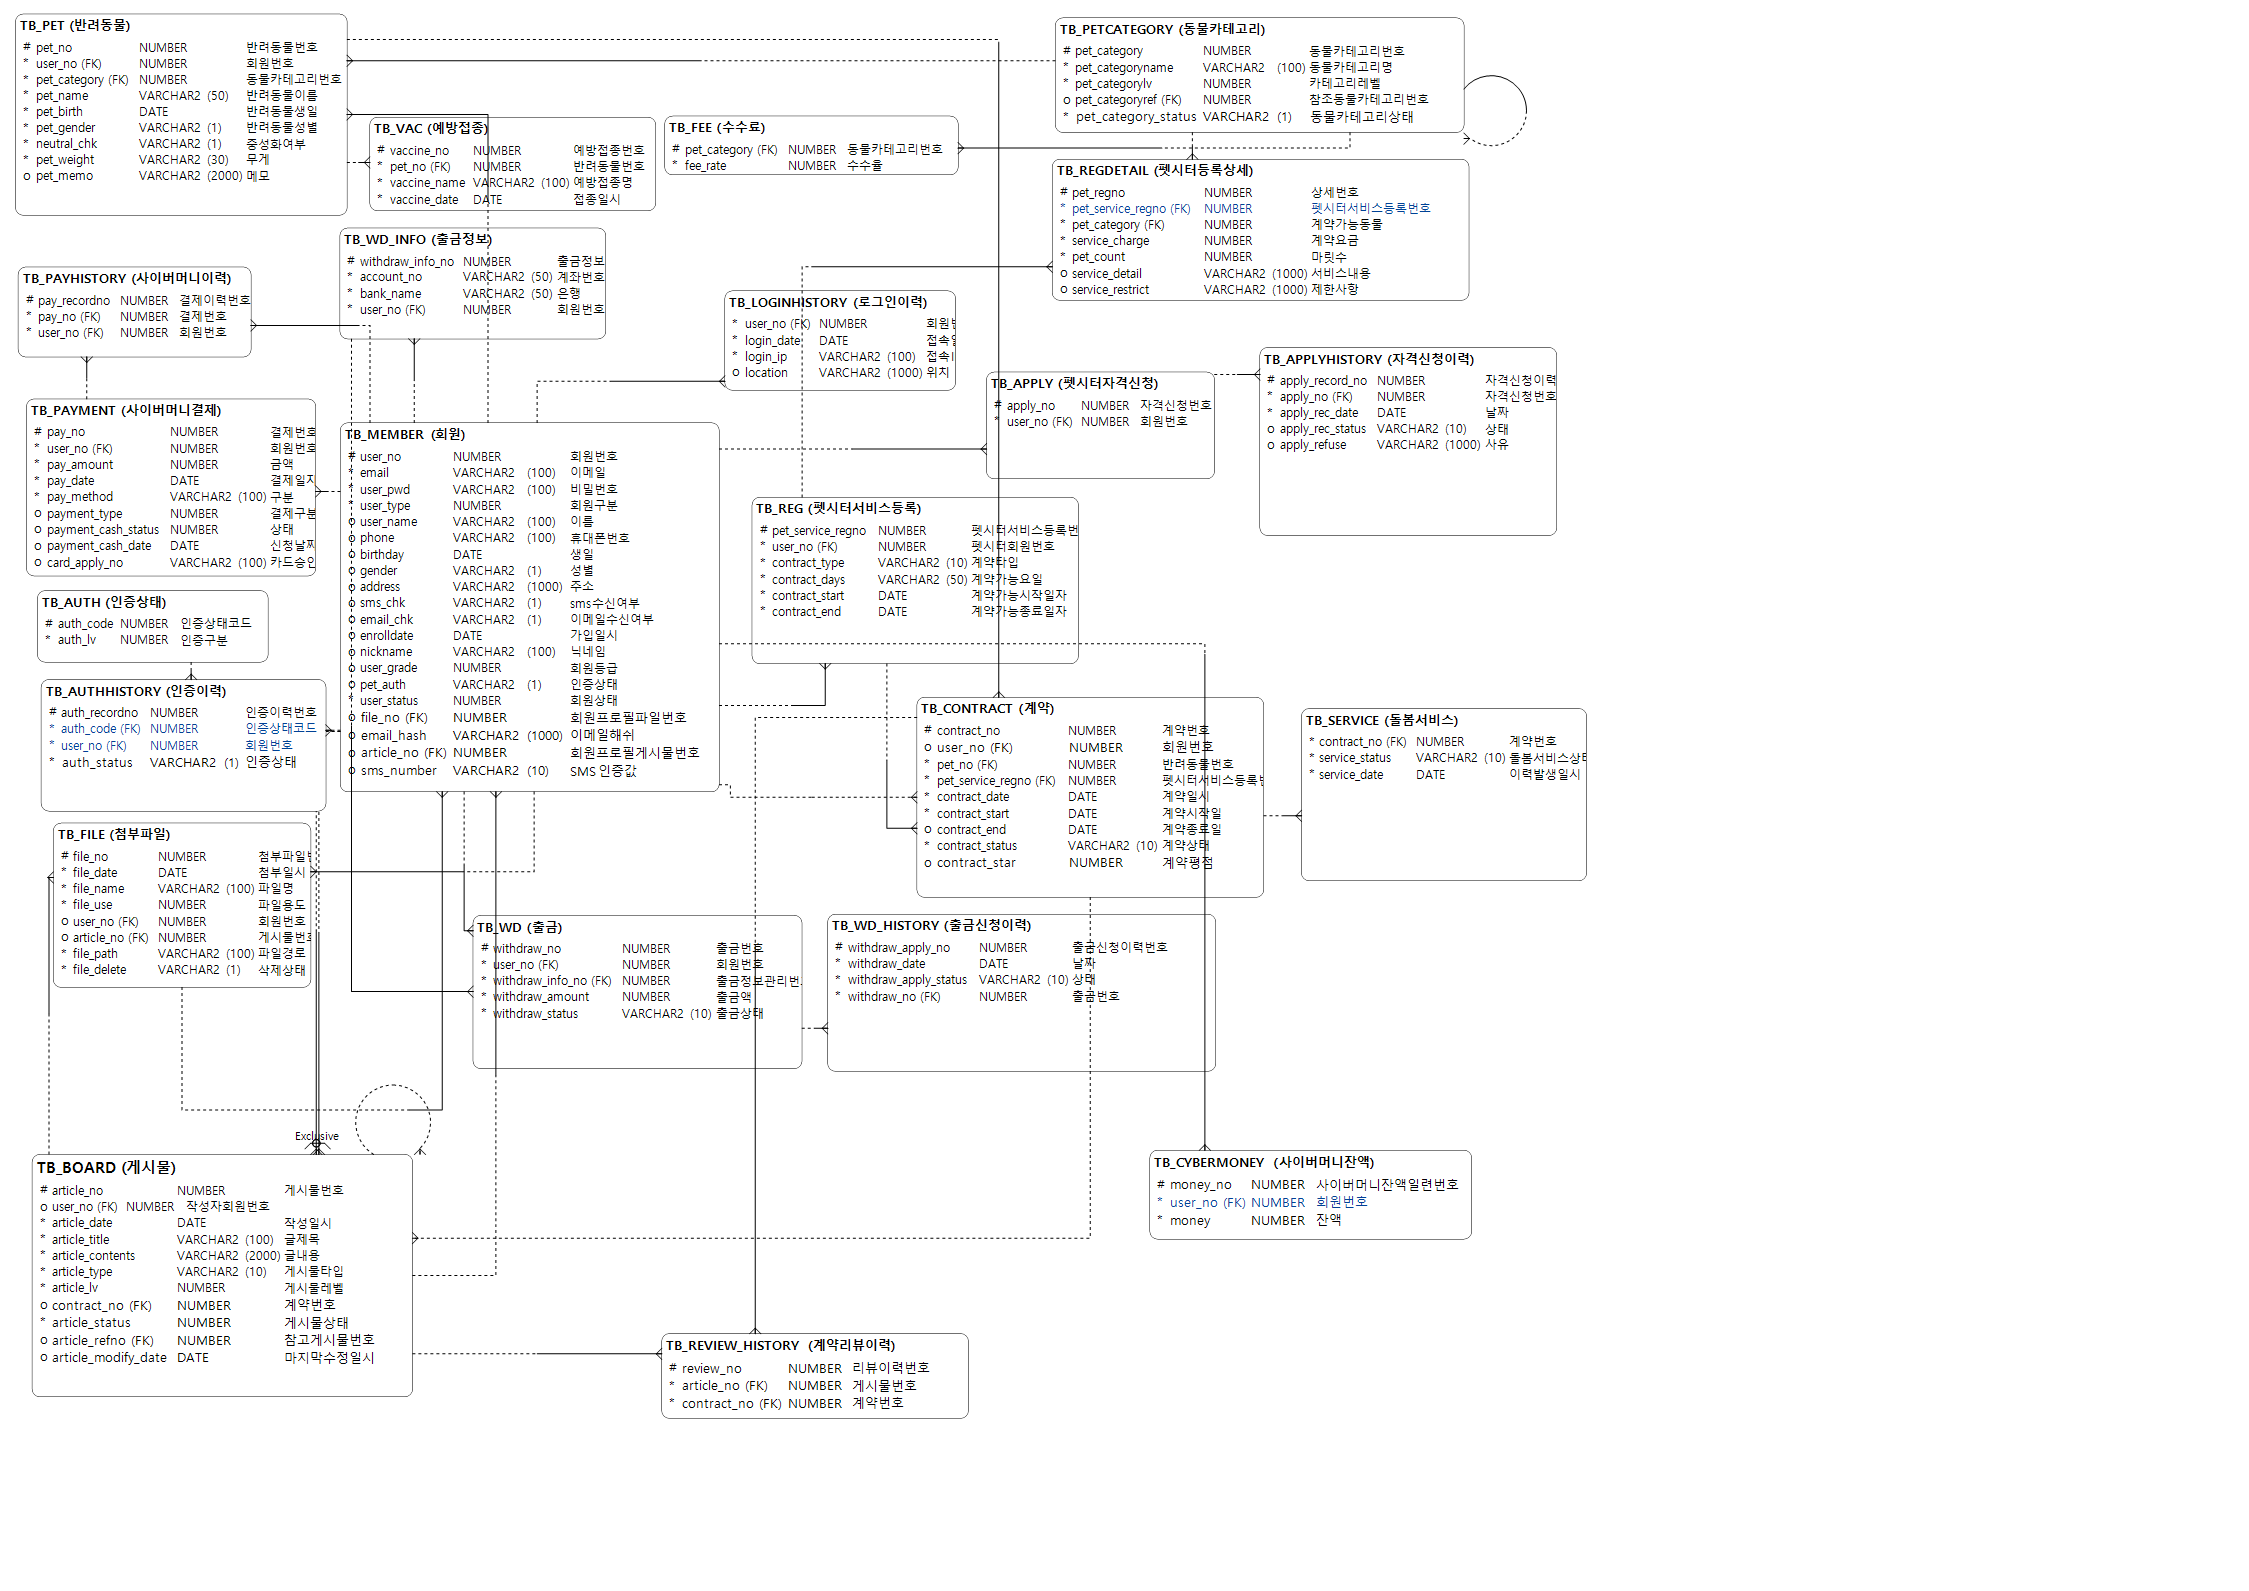 TB_PET (반려동물)
# pet_no NUMBER 반려동물번호
* user_no (FK) NUMBER 회원번호
* pet_category (FK) NUMBER 동물카테고리번호
* pet_name VARCHAR2 (50) 반려동물이름
* pet_birth DATE 반려동물생일
* pet_gender VARCHAR2 (1) 반려동물성별
* neutral_chk VARCHAR2 (1) 중성화여부
* pet_weight VARCHAR2 (30) 무게
o pet_memo VARCHAR2 (2000) 메모
TB_PETCATEGORY (동물카테고리)
# pet_category NUMBER 동물카테고리번호
* pet_categoryname VARCHAR2 (100) 동물카테고리명
* pet_categorylv NUMBER 카테고리레벨
o pet_categoryref (FK) NUMBER 참조동물카테고리번호
* pet_category_status VARCHAR2 (1) 동물카테고리상태
TB_VAC (예방접종)
# vaccine_no NUMBER 예방접종번호
* pet_no (FK) NUMBER 반려동물번호
* vaccine_name VARCHAR2 (100) 예방접종명
* vaccine_date DATE 접종일시
TB_FEE (수수료)
# pet_category (FK) NUMBER 동물카테고리번호
* fee_rate NUMBER 수수율
TB_REGDETAIL (펫시터등록상세)
# pet_regno NUMBER 상세번호
* pet_service_regno (FK) NUMBER 펫시터서비스등록번호
* pet_category (FK) NUMBER 계약가능동물
* service_charge NUMBER 계약요금
* pet_count NUMBER 마릿수
o service_detail VARCHAR2 (1000) 서비스내용
o service_restrict VARCHAR2 (1000) 제한사항
TB_WD_INFO (출금정보)
# withdraw_info_no NUMBER 출금정보
* account_no VARCHAR2 (50) 계좌번호
* bank_name VARCHAR2 (50) 은행
* user_no (FK) NUMBER 회원번호
TB_PAYHISTORY (사이버머니이력)
# pay_recordno NUMBER 결제이력번호
* pay_no (FK) NUMBER 결제번호
* user_no (FK) NUMBER 회원번호
TB_LOGINHISTORY (로그인이력)
* user_no (FK) NUMBER 회원
* login_date DATE 접속
* login_ip VARCHAR2 (100) 접속
o location VARCHAR2 (1000) 위치
TB_APPLY (펫시터자격신청)
# apply_no NUMBER 자격신청번호
* user_no (FK) NUMBER 회원번호
TB_APPLYHISTORY (자격신청이력)
# apply_record_no NUMBER 자격신청이력
* apply_no (FK) NUMBER 자격신청번호
* apply_rec_date DATE 날짜
o apply_rec_status VARCHAR2 (10) 상태
o apply_refuse VARCHAR2 (1000) 사유
TB_PAYMENT (사이버머니결제)
# pay_no NUMBER 결제번호
* user_no (FK) NUMBER 회원번호
* pay_amount NUMBER 금액
* pay_date DATE 결제일자
* pay_method VARCHAR2 (100) 구분
o payment_type NUMBER 결제구분
o payment_cash_status NUMBER 상태
o payment_cash_date DATE 신청날짜
o card_apply_no VARCHAR2 (100) 카드승인
TB_MEMBER (회원)
# user_no NUMBER 회원번호
* email VARCHAR2 (100) 이메일
* user_pwd VARCHAR2 (100) 비밀번호
* user_type NUMBER 회원구분
o user_name VARCHAR2 (100) 이름
o phone VARCHAR2 (100) 휴대폰번호
o birthday DATE 생일
o gender VARCHAR2 (1) 성별
o address VARCHAR2 (1000) 주소
o sms_chk VARCHAR2 (1) sms수신여부
o email_chk VARCHAR2 (1) 이메일수신여부
o enrolldate DATE 가입일시
o nickname VARCHAR2 (100) 닉네임
o user_grade NUMBER 회원등급
o pet_auth VARCHAR2 (1) 인증상태
* user_status NUMBER 회원상태
o file_no (FK) NUMBER 회원프로필파일번호
o email_hash VARCHAR2 (1000) 이메일해쉬
o article_no (FK) NUMBER 회원프로필게시물번호
o sms_number VARCHAR2 (10) SMS 인증값
TB_REG (펫시터서비스등록)
# pet_service_regno NUMBER 펫시터서비스등록번
* user_no (FK) NUMBER 펫시터회원번호
* contract_type VARCHAR2 (10) 계약타입
* contract_days VARCHAR2 (50) 계약가능요일
* contract_start DATE 계약가능시작일자
* contract_end DATE 계약가능종료일자
TB_AUTH (인증상태)
# auth_code NUMBER 인증상태코드
* auth_lv NUMBER 인증구분
TB_AUTHHISTORY (인증이력)
# auth_recordno NUMBER 인증이력번호
* auth_code (FK) NUMBER 인증상태코드
* user_no (FK) NUMBER 회원번호
* auth_status VARCHAR2 (1) 인증상태
TB_CONTRACT (계약)
# contract_no NUMBER 계약번호
o user_no (FK) NUMBER 회원번호
* pet_no (FK) NUMBER 반려동물번호
* pet_service_regno (FK) NUMBER 펫시터서비스등록
* contract_date DATE 계약일시
* contract_start DATE 계약시작일
o contract_end DATE 계약종료일
* contract_status VARCHAR2 (10) 계약상태
o contract_star NUMBER 계약평점
TB_SERVICE (돌봄서비스)
* contract_no (FK) NUMBER 계약번호
* service_status VARCHAR2 (10) 돌봄서비스상태
* service_date DATE 이력발생일시
TB_FILE (첨부파일)
# file_no NUMBER 첨부파일
* file_date DATE 첨부일시
* file_name VARCHAR2 (100) 파일명
* file_use NUMBER 파일용도
o user_no (FK) NUMBER 회원번호
o article_no (FK) NUMBER 게시물번호
* file_path VARCHAR2 (100) 파일경로
* file_delete VARCHAR2 (1) 삭제상태
TB_WD (출금)
# withdraw_no NUMBER 출금번호
* user_no (FK) NUMBER 회원번호
* withdraw_info_no (FK) NUMBER 출금정보관리번
* withdraw_amount NUMBER 출금액
* withdraw_status VARCHAR2 (10) 출금상태
TB_WD_HISTORY (출금신청이력)
# withdraw_apply_no NUMBER 출금신청이력번호
* withdraw_date DATE 날짜
* withdraw_apply_status VARCHAR2 (10) 상태
* withdraw_no (FK) NUMBER 출금번호
Exclusive
TB_BOARD (게시물)
# article_no NUMBER 게시물번호
o user_no (FK) NUMBER 작성자회원번호
* article_date DATE 작성일시
* article_title VARCHAR2 (100) 글제목
* article_contents VARCHAR2 (2000) 글내용
* article_type VARCHAR2 (10) 게시물타입
* article_lv NUMBER 게시물레벨
o contract_no (FK) NUMBER 계약번호
* article_status NUMBER 게시물상태
o article_refno (FK) NUMBER 참고게시물번호
o article_modify_date DATE 마지막수정일시
TB_CYBERMONEY (사이버머니잔액)
# money_no NUMBER 사이버머니잔액일련번호
* user_no (FK) NUMBER 회원번호
* money NUMBER 잔액
TB_REVIEW_HISTORY (계약리뷰이력)
# review_no NUMBER 리뷰이력번호
* article_no (FK) NUMBER 게시물번호
* contract_no (FK) NUMBER 계약번호